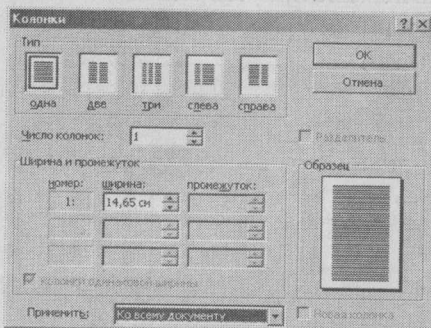 Колонки
Тип
OK
Отмена
одна две три слева справа
Число колонок: 1
Разделитель
Ширина и промежуток
Образец
номер: ширина: промежуток:
1: 14,65 см
Колонки одинаковой ширины
Применить: Ко всему документу
Новая колонка